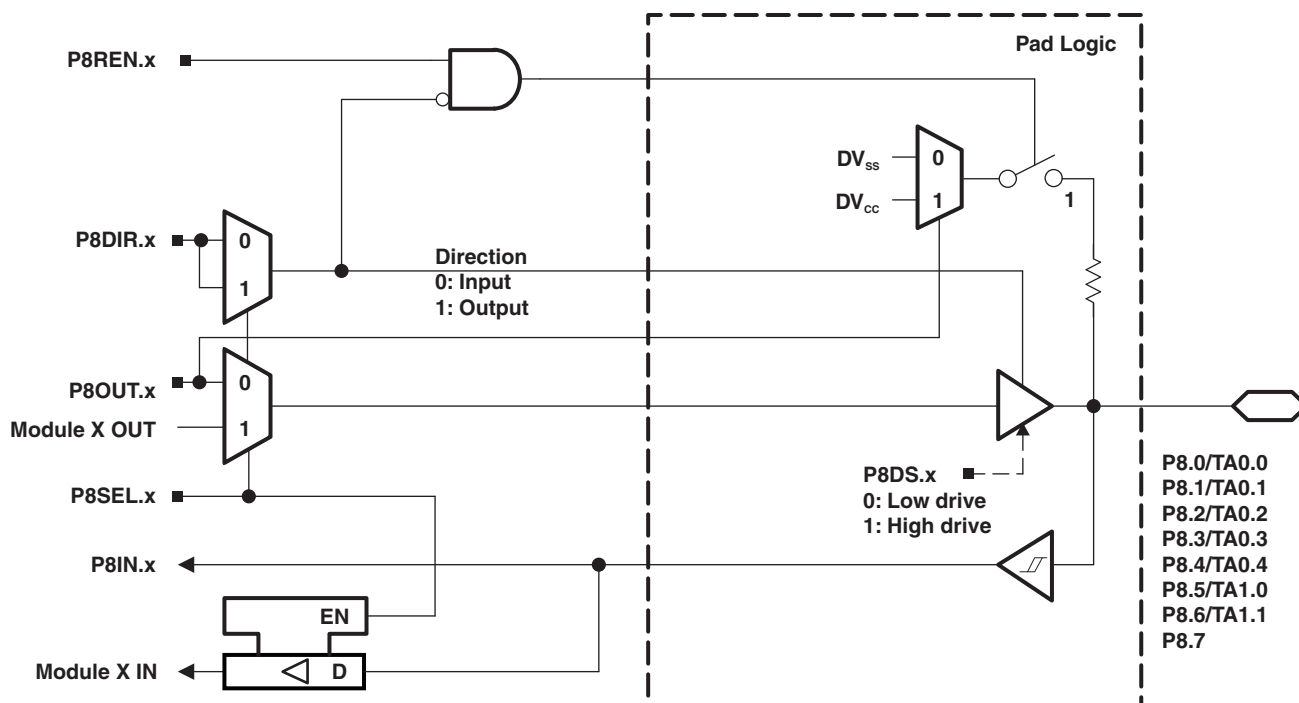 Pad Logic
P8REN.x
DVSS
0
DVCC
1
1
P8DIR.x
0
1
Direction
0: Input
1: Output
P8OUT.x
0
Module X OUT
1
P8DS.x
0: Low drive
1: High drive
P8SEL.x
P8IN.x
EN
Module X IN
D
P8.0/TA0.0
P8.1/TA0.1
P8.2/TA0.2
P8.3/TA0.3
P8.4/TA0.4
P8.5/TA1.0
P8.6/TA1.1
P8.7